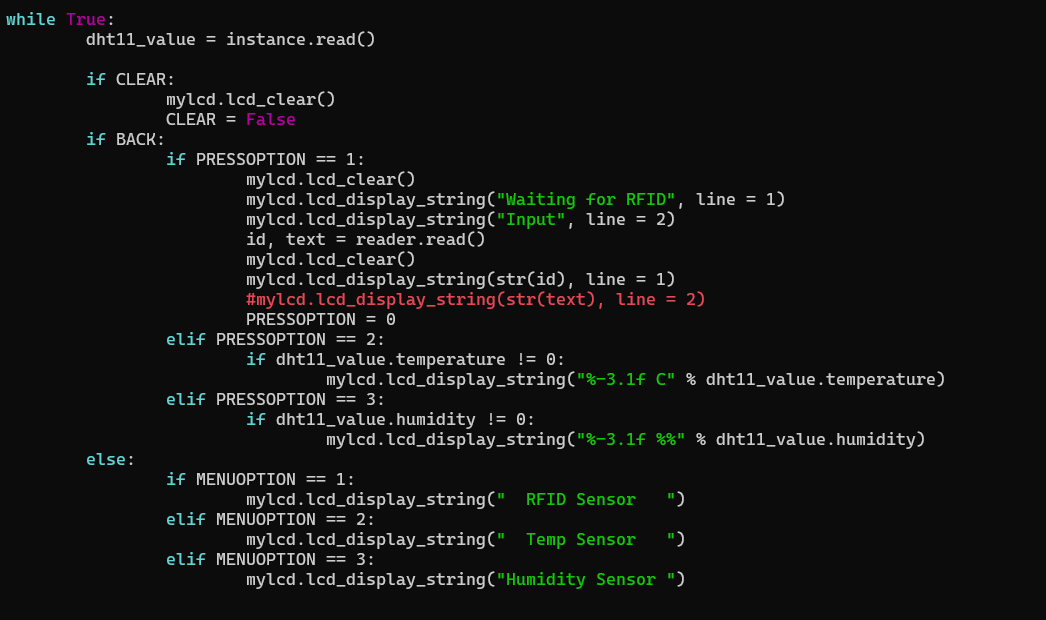 while True:
        dht11_value = instance.read()

        if CLEAR:
                mylcd.lcd_clear()
                CLEAR = False
        if BACK:
                if PRESSOPTION == 1:
                        mylcd.lcd_clear()
                        mylcd.lcd_display_string("Waiting for RFID", line = 1)
                        mylcd.lcd_display_string("Input", line = 2)
                        id, text = reader.read()
                        mylcd.lcd_clear()
                        mylcd.lcd_display_string(str(id), line = 1)
                        #mylcd.lcd_display_string(str(text), line = 2)
                        PRESSOPTION = 0
                elif PRESSOPTION == 2:
                        if dht11_value.temperature != 0:
                                mylcd.lcd_display_string("%-3.1f C" % dht11_value.temperature)
                elif PRESSOPTION == 3:
                        if dht11_value.humidity != 0:
                                mylcd.lcd_display_string("%-3.1f %%" % dht11_value.humidity)
        else:
                if MENUOPTION == 1:
                        mylcd.lcd_display_string("  RFID Sensor   ")
                elif MENUOPTION == 2:
                        mylcd.lcd_display_string("  Temp Sensor   ")
                elif MENUOPTION == 3:
                        mylcd.lcd_display_string("Humidity Sensor ")